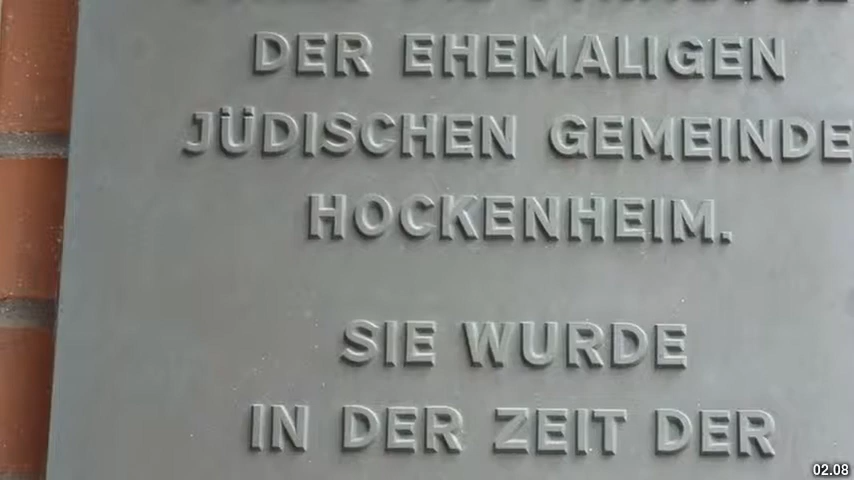 DER EHEMALIGEN
JÜDISCHEN GEMEINDE
HOCKENHEIM.
SIE WURDE
IN DER ZEIT DER
02.08